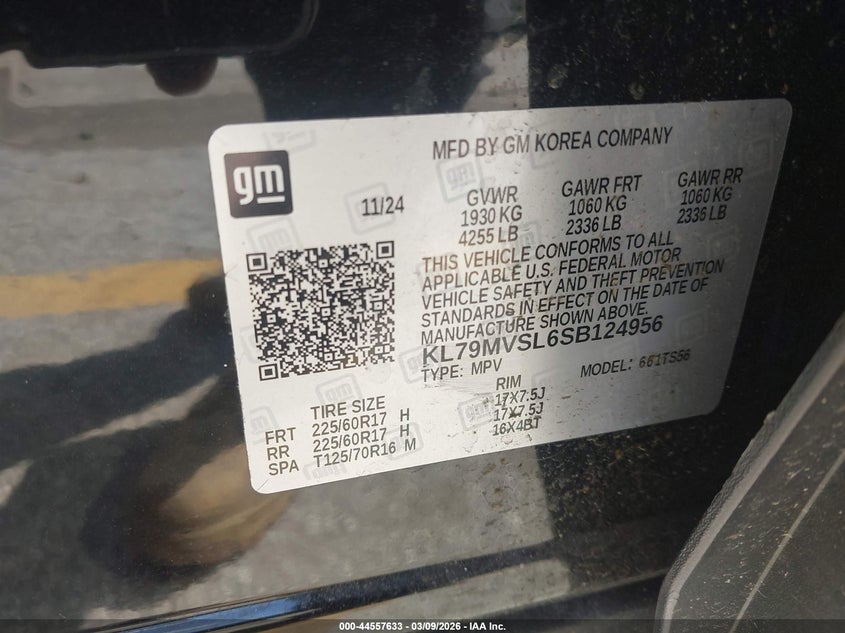 MFD BY GM KOREA COMPANY
gm
11/24
GVWR GAWR FRT GAWR RR
1930 KG 1060 KG 1060 KG
4255 LB 2336 LB 2336 LB
THIS VEHICLE CONFORMS TO ALL
APPLICABLE U.S. FEDERAL MOTOR
VEHICLE SAFETY AND THEFT PREVENTION
STANDARDS IN EFFECT ON THE DATE OF
MANUFACTURE SHOWN ABOVE.
KL79MVSL6SB124956
TYPE: MPV MODEL: 661TS56
TIRE SIZE RIM
FRT 225/60R17 H 17X7.5J
RR 225/60R17 H 17X7.5J
SPA T125/70R16 M 16X4BT
000-44557633 - 03/09/2026 - IAA Inc.